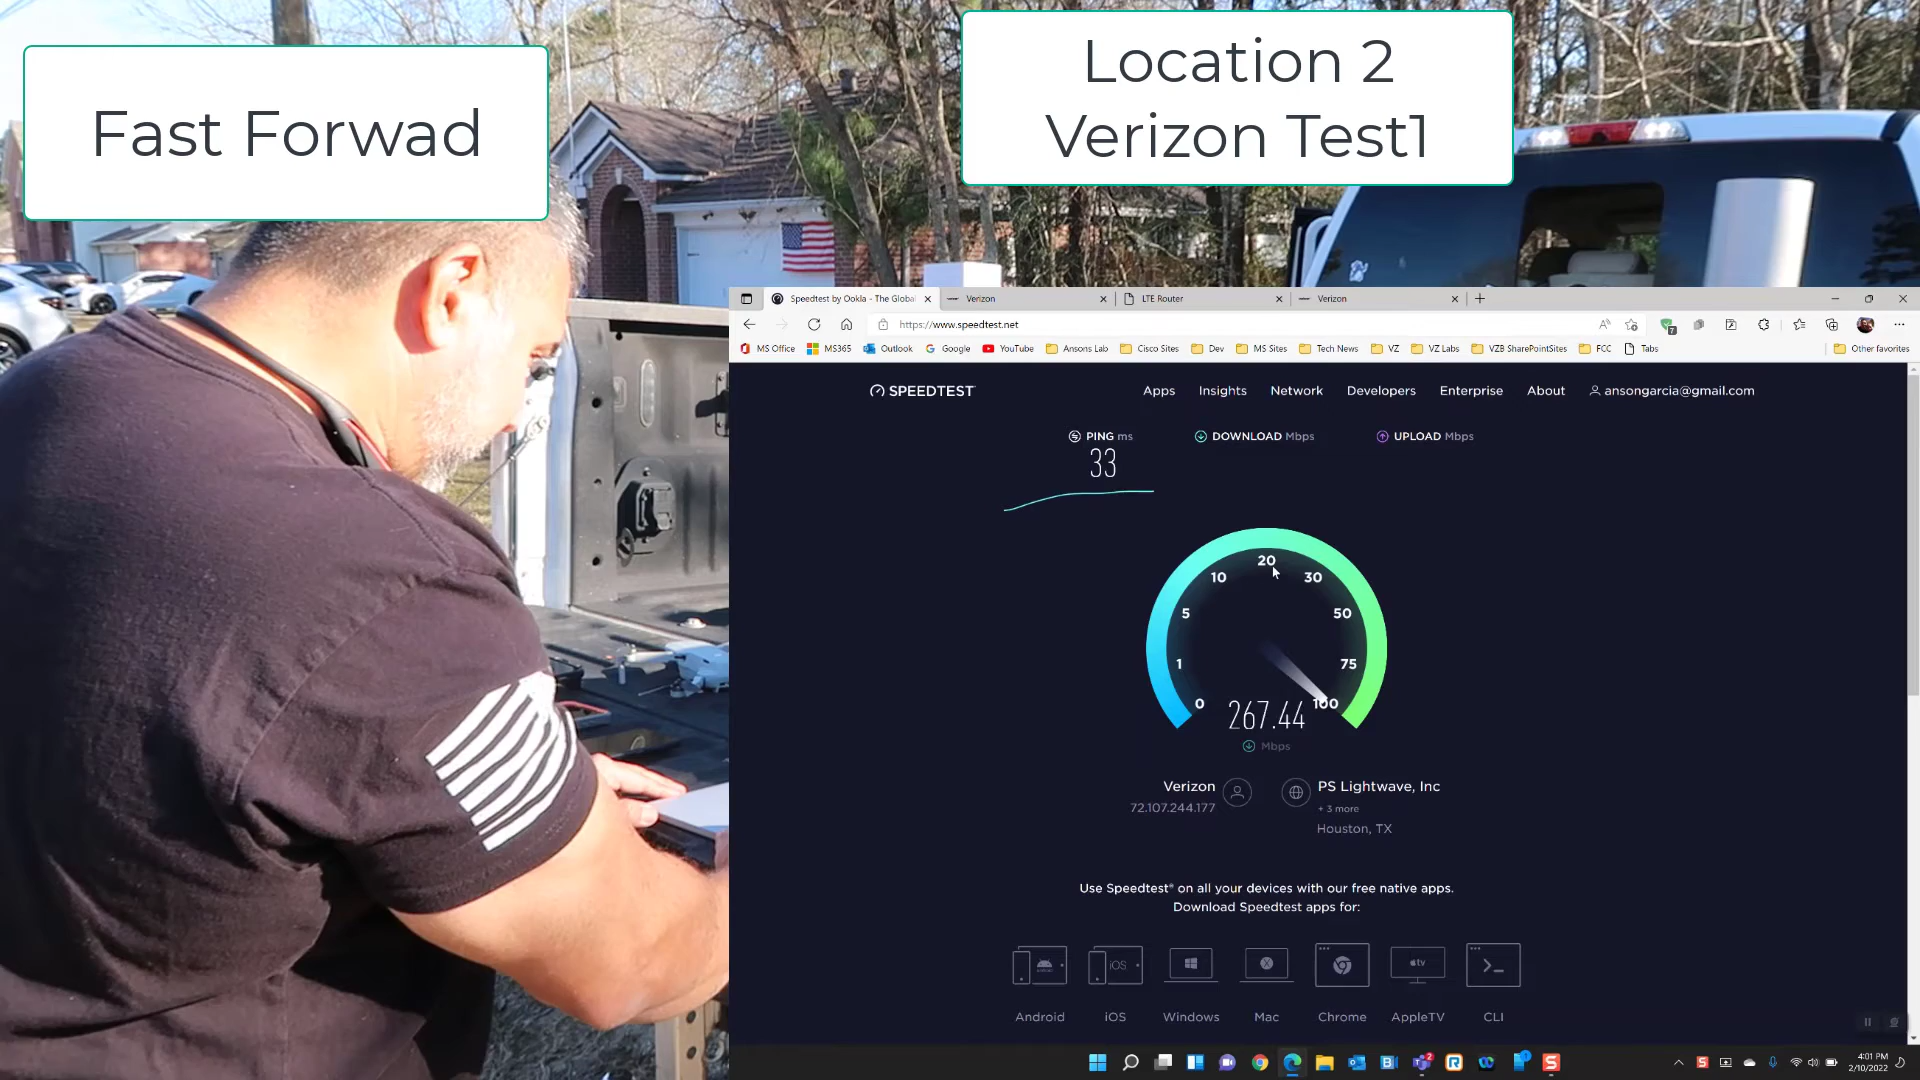 Fast Forwad
Location 2
Verizon Test1
Speedtest by Ookla - The Global
Verizon
LTE Router
Verizon
https://www.speedtest.net
7
MS Office
MS365
Outlook
Google
YouTube
Ansons Lab
Cisco Sites
Dev
MS Sites
Tech News
VZ
VZ Labs
VZB SharePointSites
FCC
Tabs
Other favorites
SPEEDTEST
Apps
Insights
Network
Developers
Enterprise
About
ansongarcia@gmail.com
PING ms
DOWNLOAD Mbps
UPLOAD Mbps
33
0
1
5
10
20
30
50
75
100
267.44
Mbps
Verizon
72.107.244.177
PS Lightwave, Inc
+ 3 more
Houston, TX
Use Speedtest® on all your devices with our free native apps.
Download Speedtest apps for:
android
iOS
tv
Android
iOS
Windows
Mac
Chrome
AppleTV
CLI
2
4:01 PM
2/10/2022